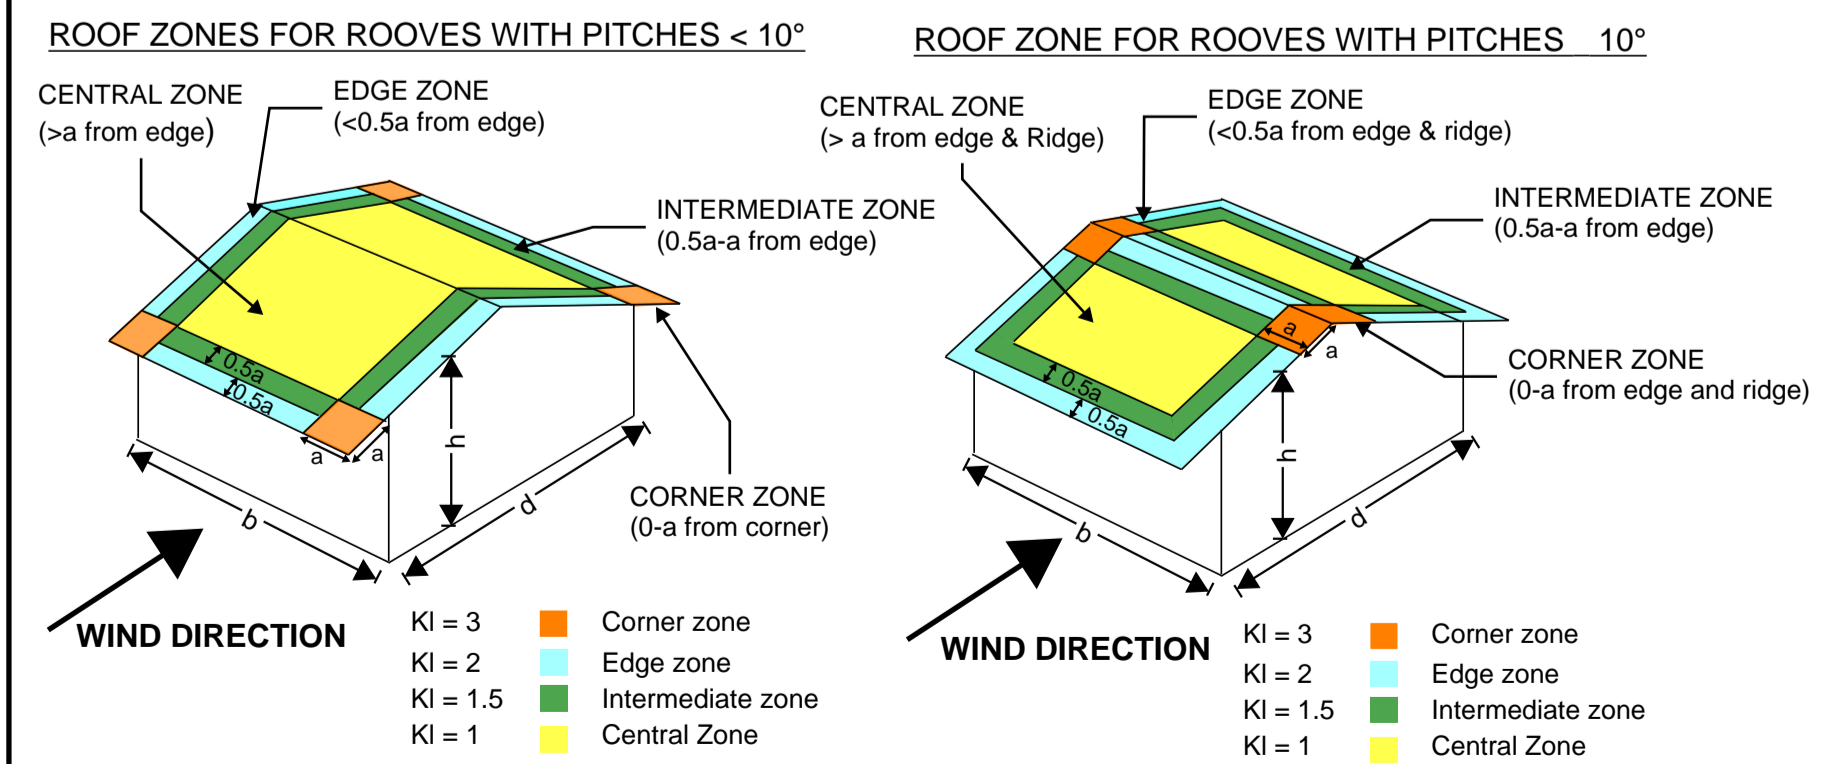 ROOF ZONES FOR ROOVES WITH PITCHES < 10°
CENTRAL ZONE
(>a from edge)
EDGE ZONE
(<0.5a from edge)
INTERMEDIATE ZONE
(0.5a-a from edge)
0.5a
0.5a
a
a
h
b
d
CORNER ZONE
(0-a from corner)
WIND DIRECTION
Kl = 3 Corner zone
Kl = 2 Edge zone
Kl = 1.5 Intermediate zone
Kl = 1 Central Zone
ROOF ZONE FOR ROOVES WITH PITCHES 10°
CENTRAL ZONE
(> a from edge & Ridge)
EDGE ZONE
(<0.5a from edge & ridge)
INTERMEDIATE ZONE
(0.5a-a from edge)
a
a
0.5a
0.5a
h
b
d
CORNER ZONE
(0-a from edge and ridge)
WIND DIRECTION
Kl = 3 Corner zone
Kl = 2 Edge zone
Kl = 1.5 Intermediate zone
Kl = 1 Central Zone